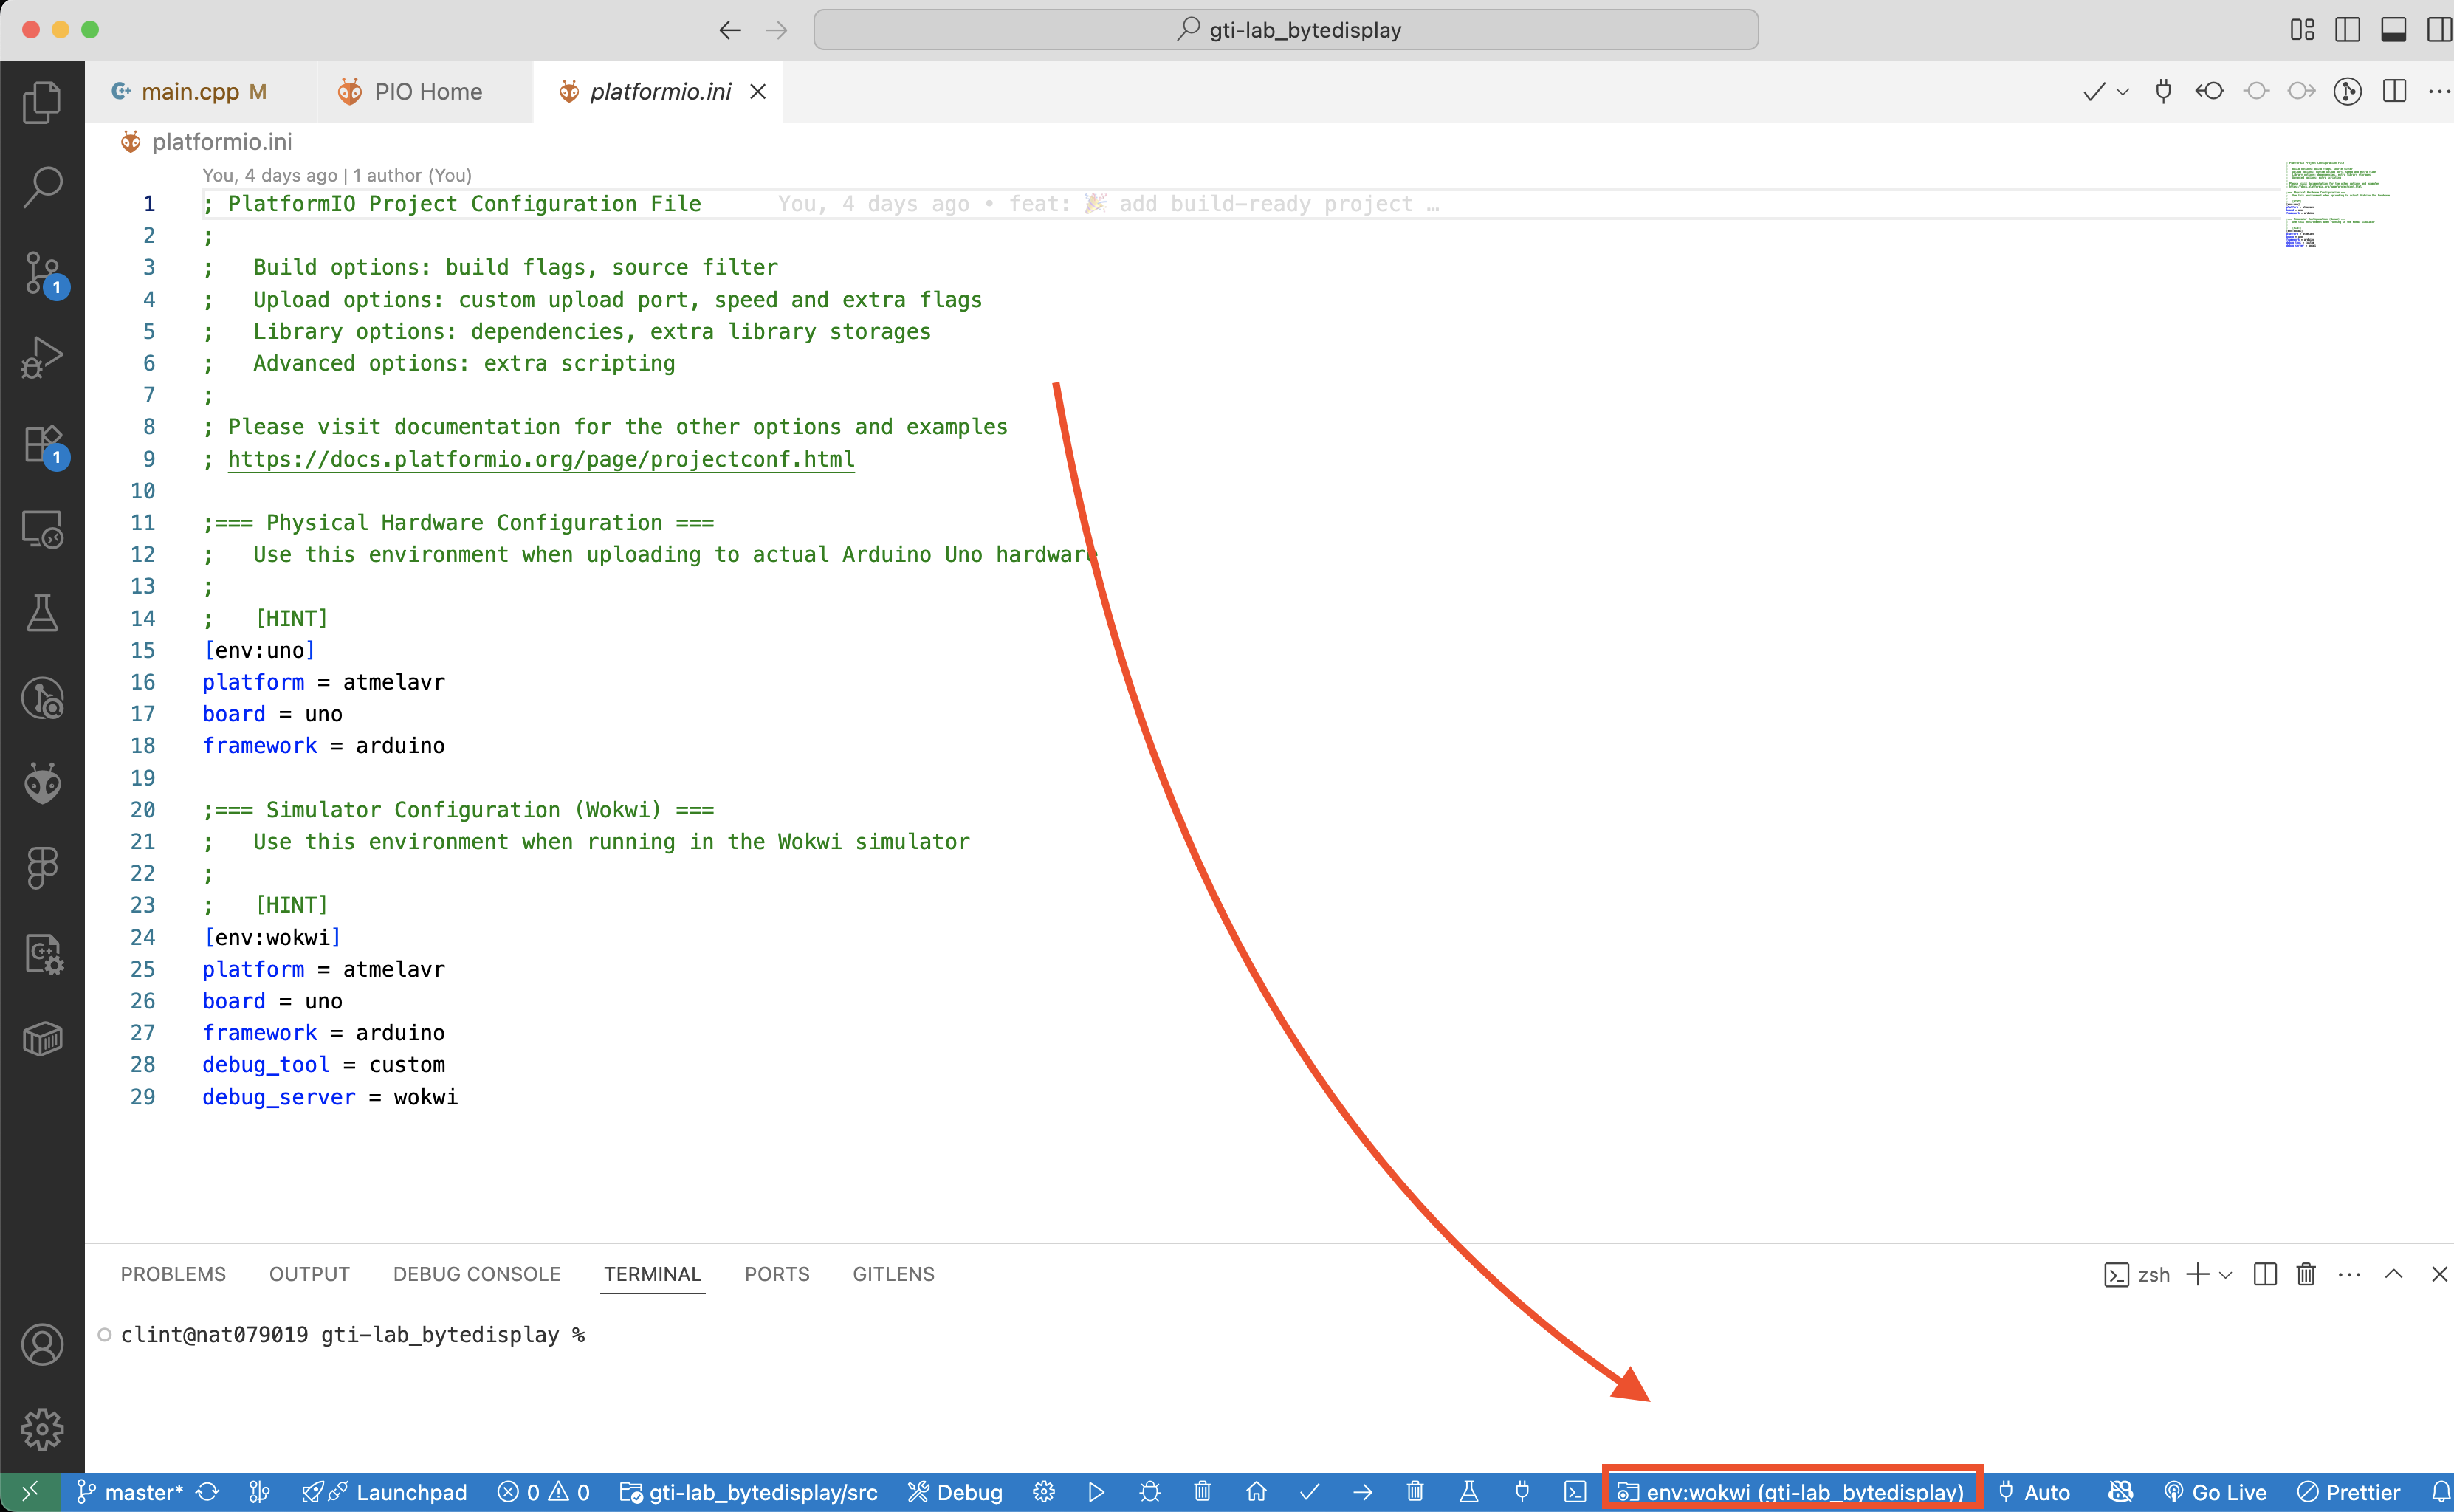 gti-lab_bytedisplay
main.cpp M
PIO Home
platformio.ini
platformio.ini
You, 4 days ago | 1 author (You)
1 ; PlatformIO Project Configuration File You, 4 days ago • feat: 🎉 add build-ready project …
2 ;
3 ; Build options: build flags, source filter
4 ; Upload options: custom upload port, speed and extra flags
5 ; Library options: dependencies, extra library storages
6 ; Advanced options: extra scripting
7 ;
8 ; Please visit documentation for the other options and examples
9 ; https://docs.platformio.org/page/projectconf.html
10
11 ;=== Physical Hardware Configuration ===
12 ; Use this environment when uploading to actual Arduino Uno hardware
13 ;
14 ; [HINT]
15 [env:uno]
16 platform = atmelavr
17 board = uno
18 framework = arduino
19
20 ;=== Simulator Configuration (Wokwi) ===
21 ; Use this environment when running in the Wokwi simulator
22 ;
23 ; [HINT]
24 [env:wokwi]
25 platform = atmelavr
26 board = uno
27 framework = arduino
28 debug_tool = custom
29 debug_server = wokwi
1
1
PROBLEMS OUTPUT DEBUG CONSOLE TERMINAL PORTS GITLENS
zsh
clint@nat079019 gti-lab_bytedisplay %
master* Launchpad 0 0 gti-lab_bytedisplay/src Debug env:wokwi (gti-lab_bytedisplay) Auto Go Live Prettier